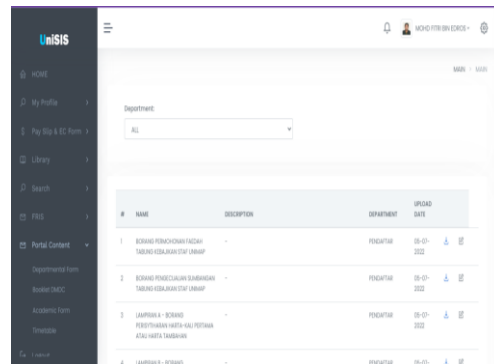 UniSIS
MOHD FITRI BIN EDROS
HOME
MAIN > MAIN
My Profile
Department:
ALL
Pay Slip & EC Form
Library
Search
FRIS
Portal Content
Departmental Form
Booklet DMDC
Academic Form
Timetable
# NAME DESCRIPTION DEPARTMENT UPLOAD
DATE
1 BORANG PERMOHONAN FAEDAH - PENDAFTAR 05-07-
TABUNG KEBAJIKAN STAF UNIMAP 2022
2 BORANG PENGECUALIAN SUMBANGAN - PENDAFTAR 05-07-
TABUNG KEBAJIKAN STAF UNIMAP 2022
3 LAMPIRAN A - BORANG - PENDAFTAR 05-07-
PERISYTIHARAN HARTA-KALI PERTAMA 2022
ATAU HARTA TAMBAHAN
4 LAMPIRAN B - BORANG - PENDAFTAR 05-07-